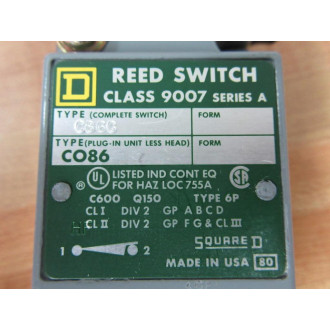 D
REED SWITCH
CLASS 9007 SERIES A
TYPE (COMPLETE SWITCH) FORM
TYPE (PLUG-IN UNIT LESS HEAD) FORM
CO86
UL LISTED IND CONT EQ
FOR HAZ LOC 755A
SA
C600 Q150 TYPE 6P
CL I DIV 2 GP A B C D
CL II DIV 2 GP F G & CL III
1 2
SQUARE D
MADE IN USA 80